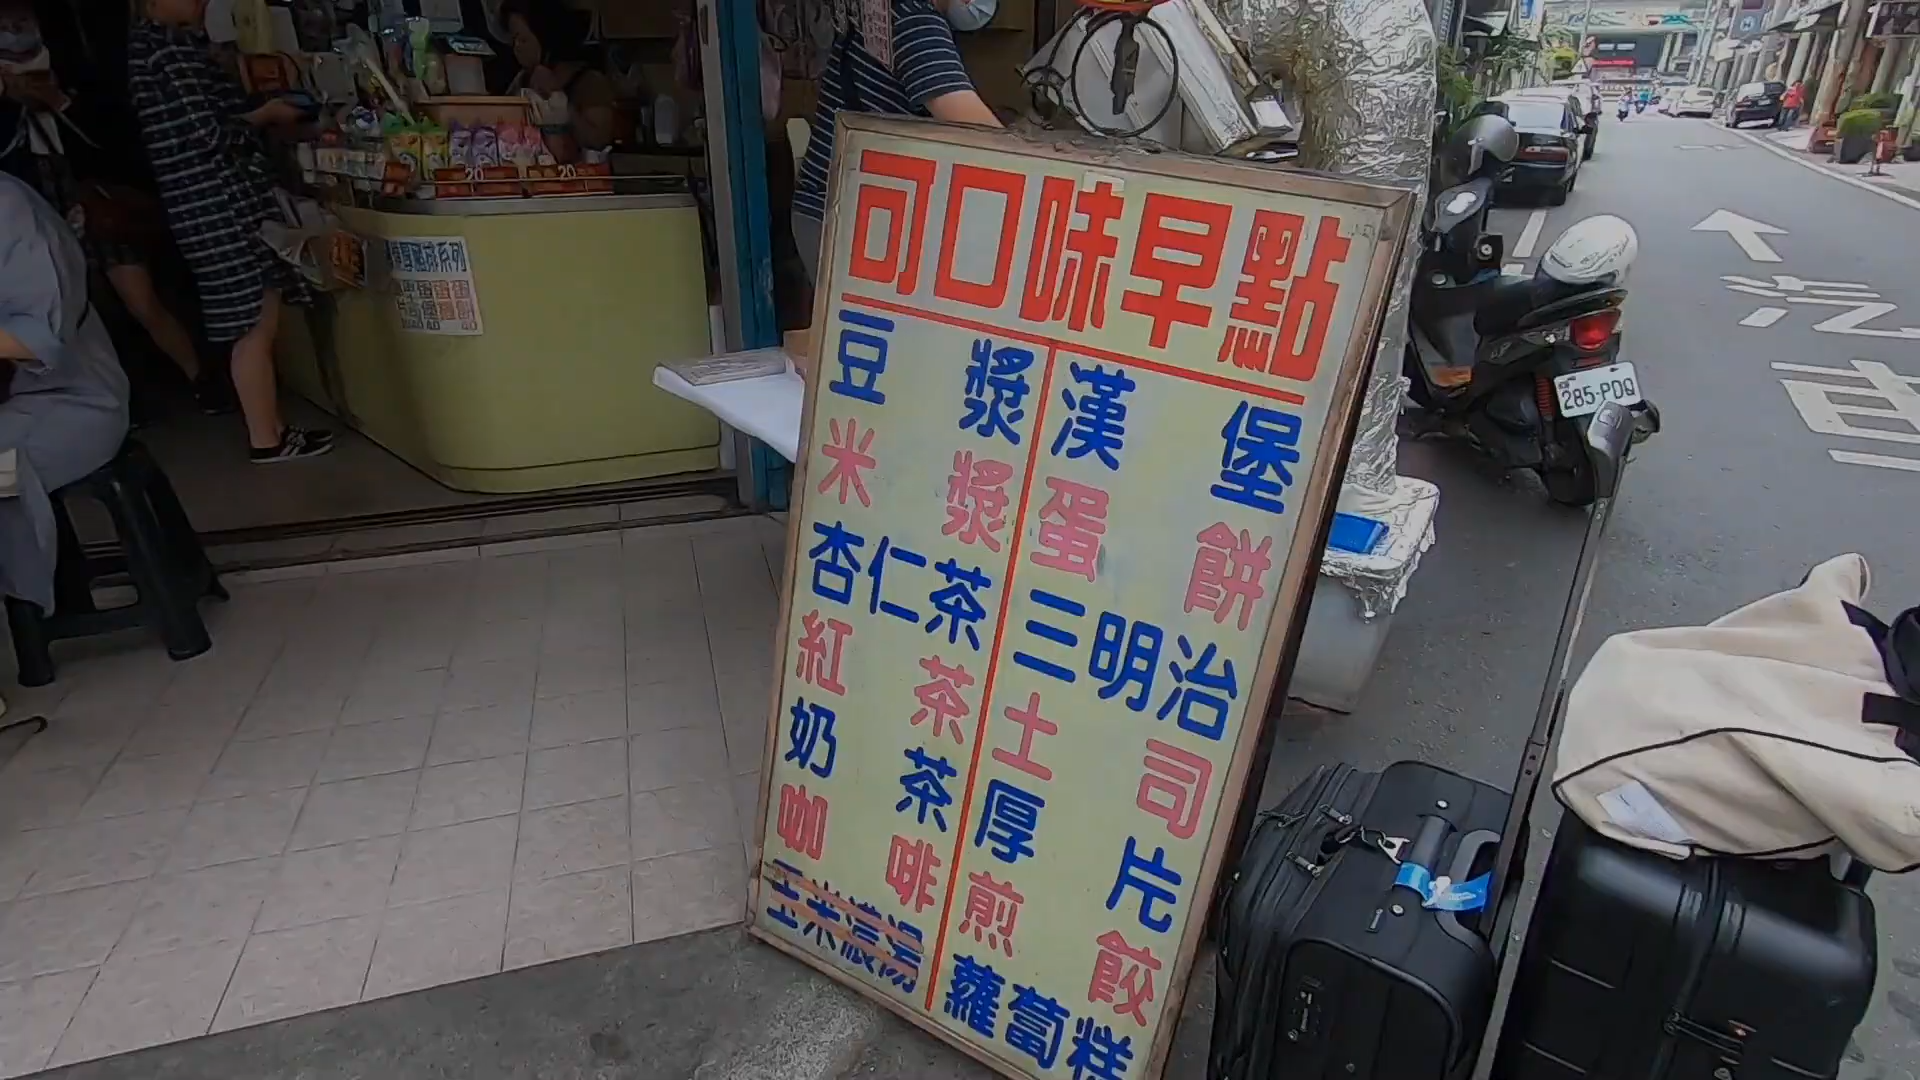 可口味早點
豆漿
米漿
杏仁茶
紅茶
奶茶
咖啡
玉米濃湯
漢堡
蛋餅
三明治
土司
厚片
煎餃
蘿蔔糕
20
20
285-PDQ